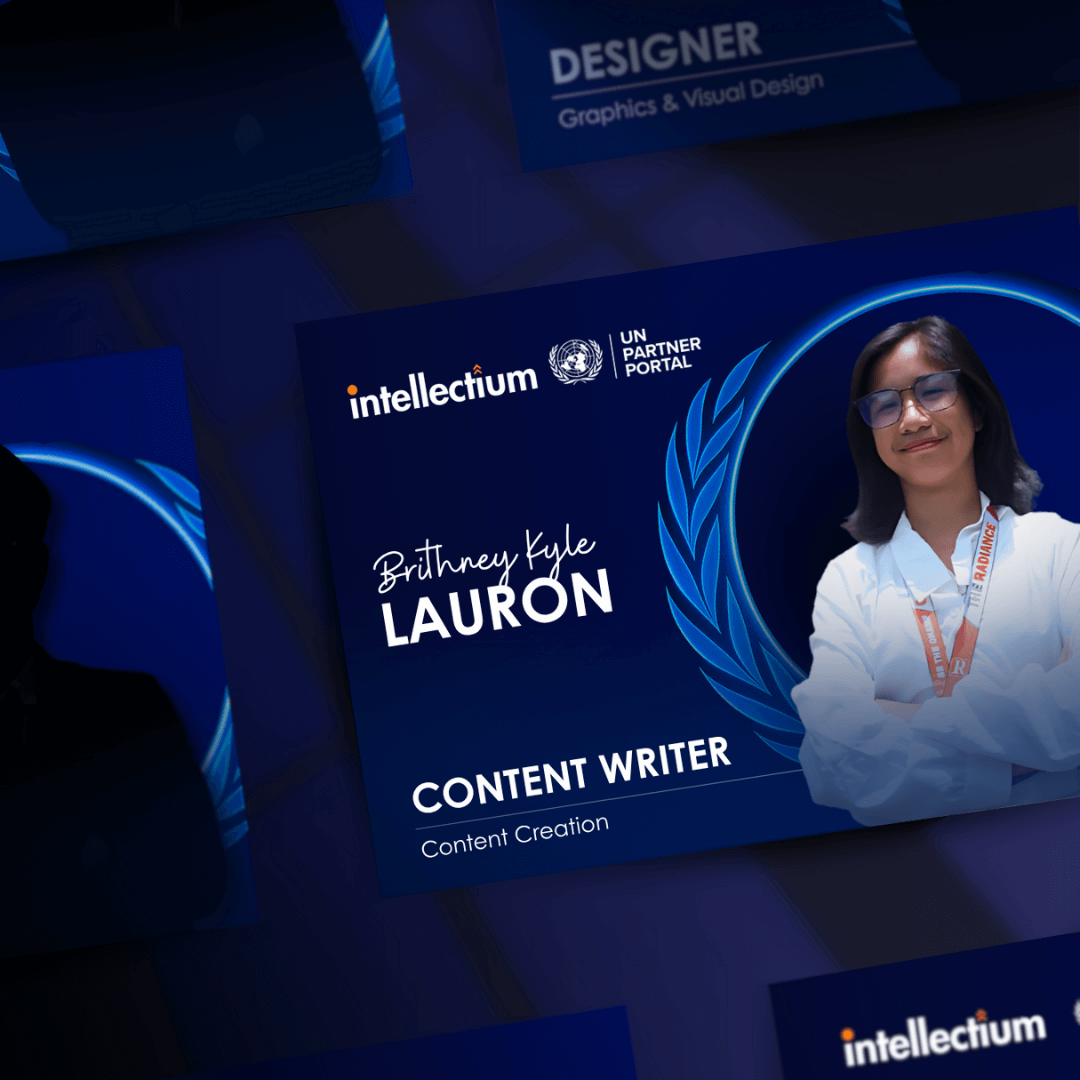 DESIGNER
Graphics & Visual Design
intellectium
UN
PARTNER
PORTAL
Brithney Kyle
LAURON
THE RADIANCE
R
CONTENT WRITER
Content Creation
intellectium